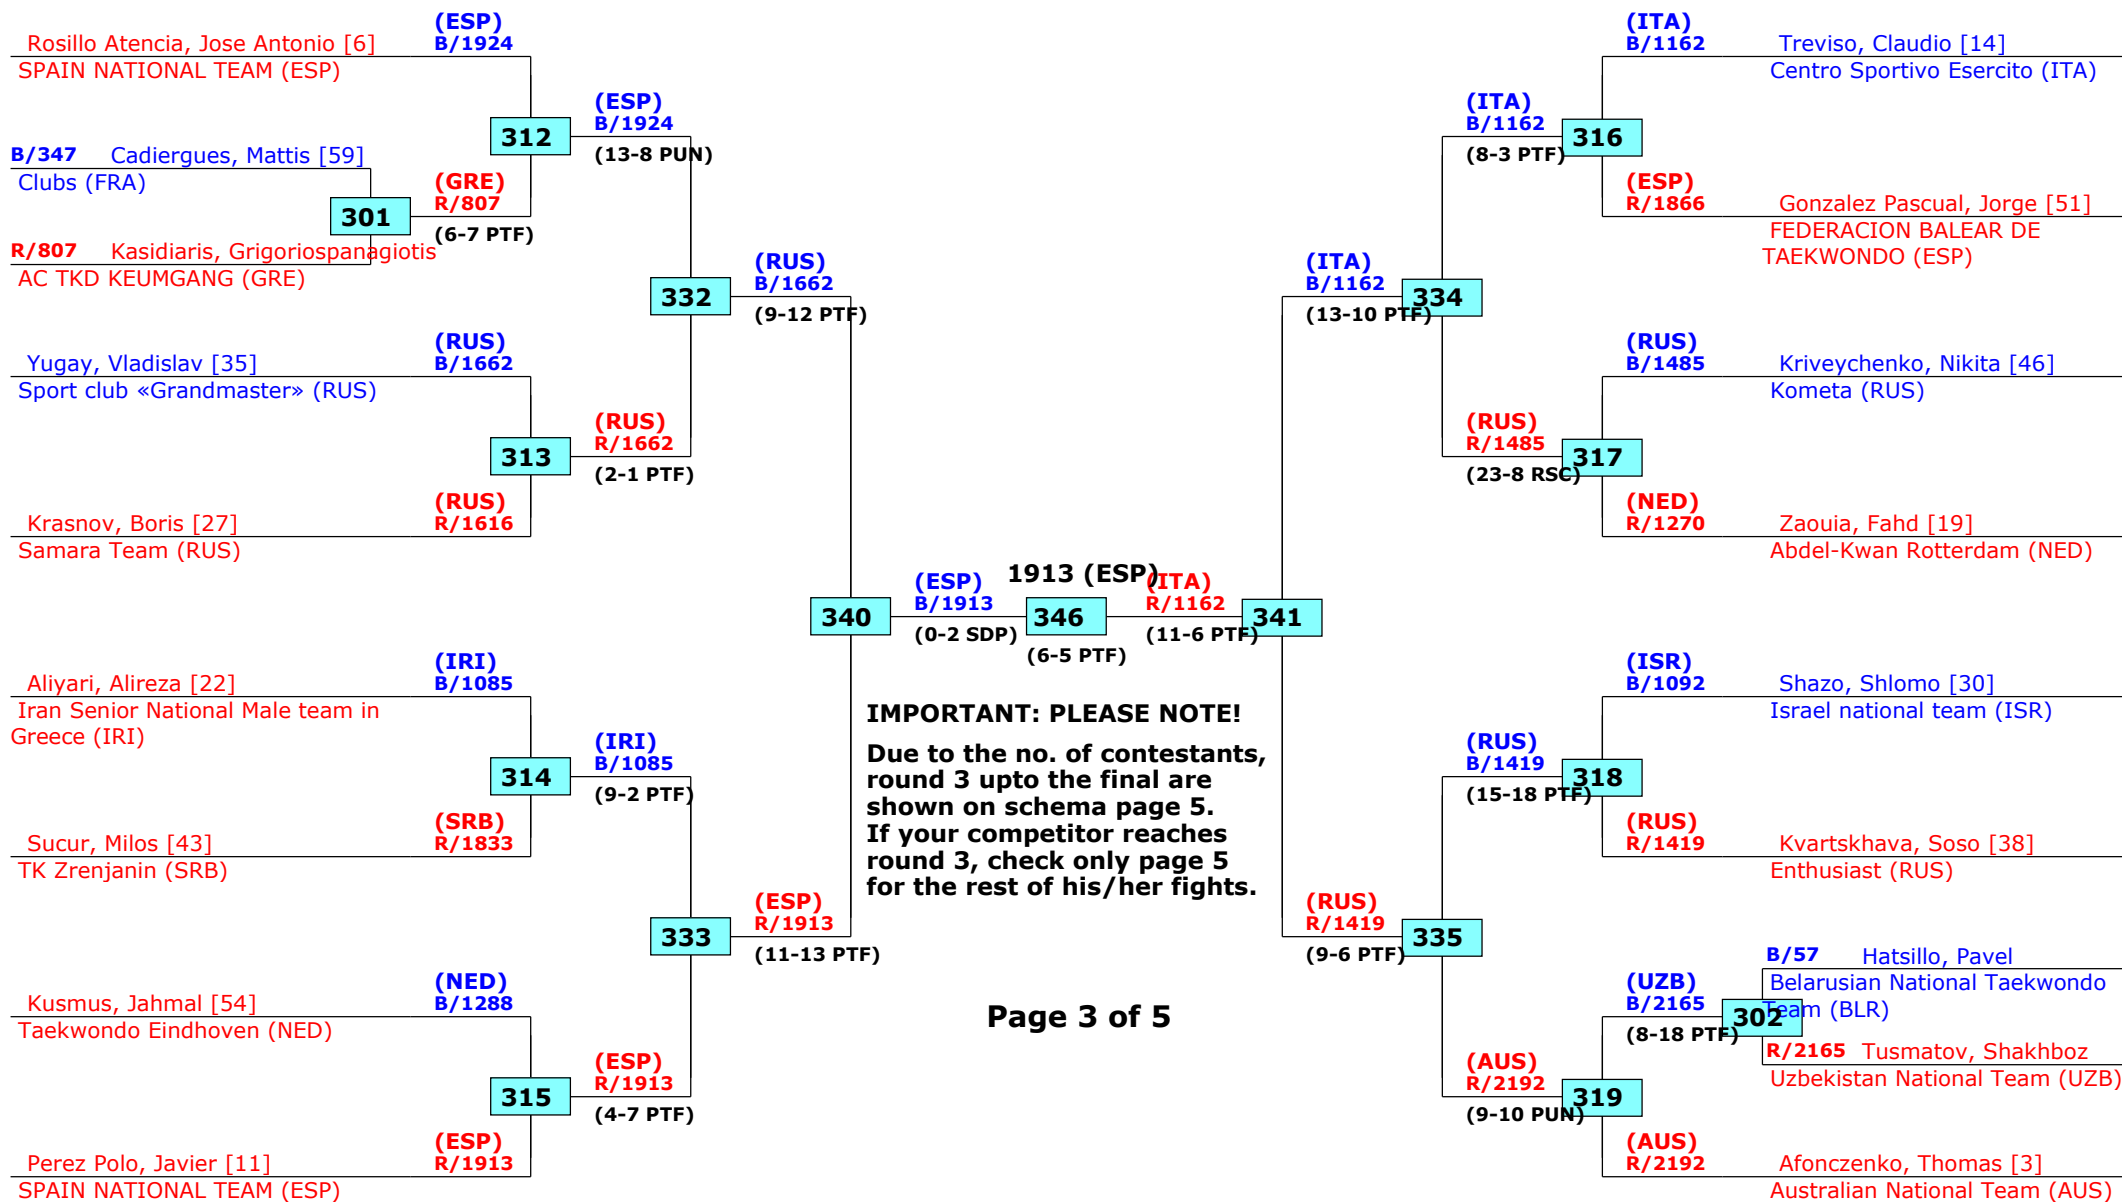 (ESP)
B/1924
Rosillo Atencia, Jose Antonio [6]
SPAIN NATIONAL TEAM (ESP)
(ESP)
B/1924
312
(13-8 PUN)
B/347 Cadiergues, Mattis [59]
Clubs (FRA)
(GRE)
R/807
301
(6-7 PTF)
R/807 Kasidiaris, Grigoriospanagiotis
AC TKD KEUMGANG (GRE)
(RUS)
B/1662
332
(9-12 PTF)
(RUS)
B/1662
Yugay, Vladislav [35]
Sport club «Grandmaster» (RUS)
(RUS)
R/1662
313
(2-1 PTF)
(RUS)
R/1616
Krasnov, Boris [27]
Samara Team (RUS)
(ESP)
B/1913
340
(0-2 SDP)
1913 (ESP)
346
(6-5 PTF)
(ITA)
R/1162
341
(11-6 PTF)
(IRI)
B/1085
Aliyari, Alireza [22]
Iran Senior National Male team in
Greece (IRI)
(IRI)
B/1085
314
(9-2 PTF)
(SRB)
R/1833
Sucur, Milos [43]
TK Zrenjanin (SRB)
(ESP)
R/1913
333
(11-13 PTF)
(NED)
B/1288
Kusmus, Jahmal [54]
Taekwondo Eindhoven (NED)
(ESP)
R/1913
315
(4-7 PTF)
(ESP)
R/1913
Perez Polo, Javier [11]
SPAIN NATIONAL TEAM (ESP)
IMPORTANT: PLEASE NOTE!
Due to the no. of contestants,
round 3 upto the final are
shown on schema page 5.
If your competitor reaches
round 3, check only page 5
for the rest of his/her fights.
Page 3 of 5
(ITA)
B/1162
Treviso, Claudio [14]
Centro Sportivo Esercito (ITA)
(ITA)
B/1162
316
(8-3 PTF)
(ESP)
R/1866
Gonzalez Pascual, Jorge [51]
FEDERACION BALEAR DE
TAEKWONDO (ESP)
(ITA)
B/1162
334
(13-10 PTF)
(RUS)
B/1485
Kriveychenko, Nikita [46]
Kometa (RUS)
(RUS)
R/1485
317
(23-8 RSC)
(NED)
R/1270
Zaouia, Fahd [19]
Abdel-Kwan Rotterdam (NED)
(ISR)
B/1092
Shazo, Shlomo [30]
Israel national team (ISR)
(RUS)
B/1419
318
(15-18 PTF)
(RUS)
R/1419
Kvartskhava, Soso [38]
Enthusiast (RUS)
(RUS)
R/1419
335
(9-6 PTF)
B/57 Hatsillo, Pavel
Belarusian National Taekwondo
Team (BLR)
(UZB)
B/2165
302
(8-18 PTF)
R/2165 Tusmatov, Shakhboz
Uzbekistan National Team (UZB)
(AUS)
R/2192
319
(9-10 PUN)
(AUS)
R/2192
Afonczenko, Thomas [3]
Australian National Team (AUS)